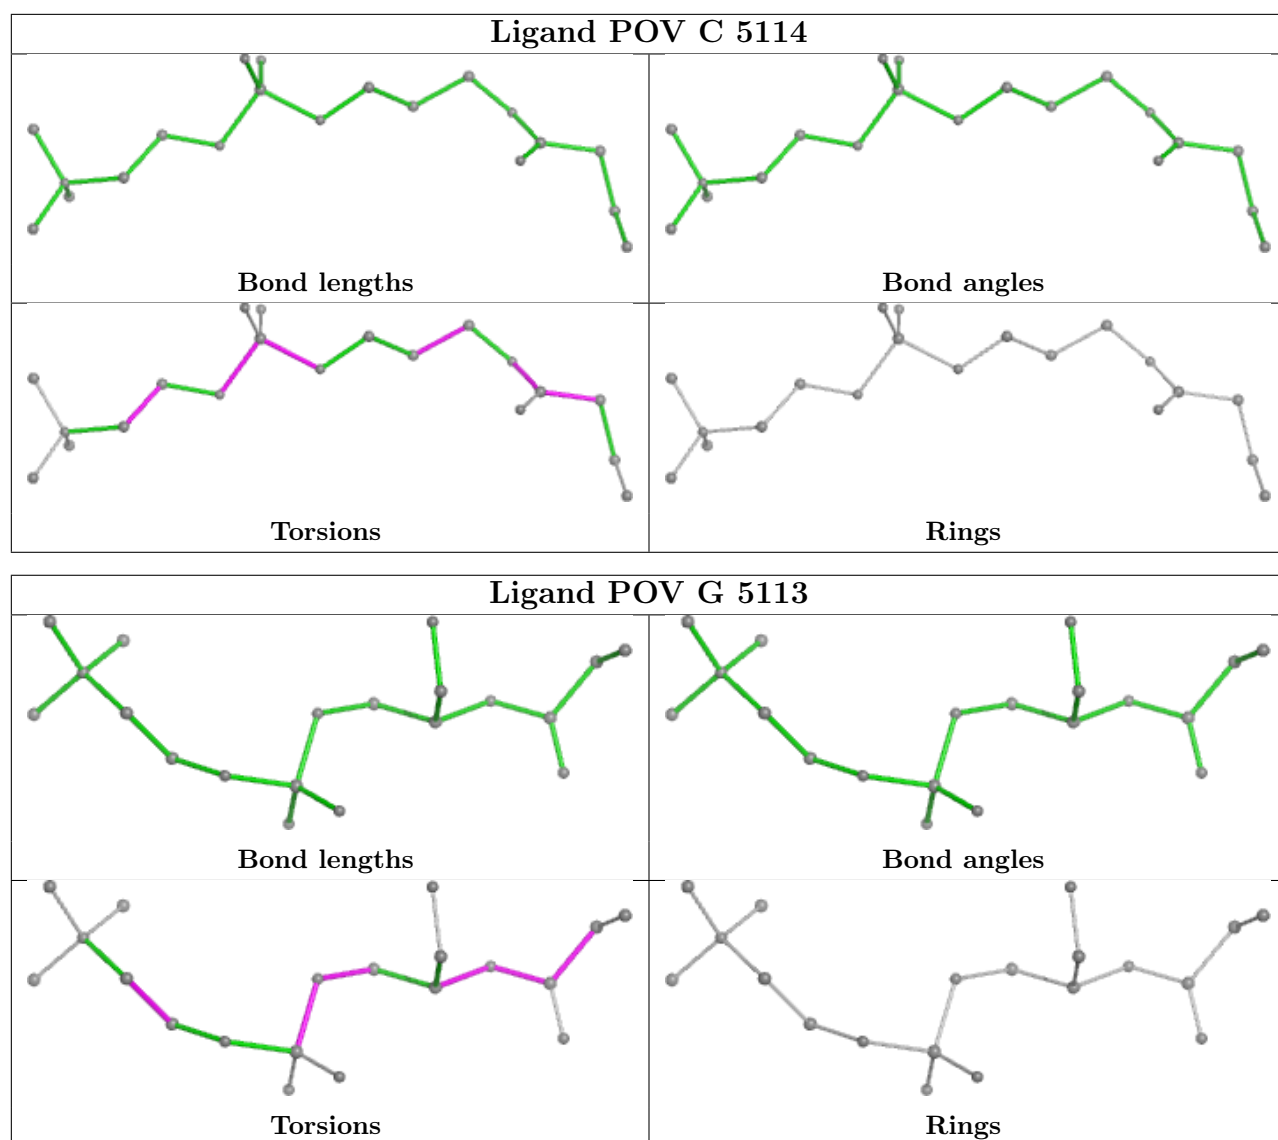 Ligand POV C 5114
Bond lengths
Bond angles
Torsions
Rings
Ligand POV G 5113
Bond lengths
Bond angles
Torsions
Rings